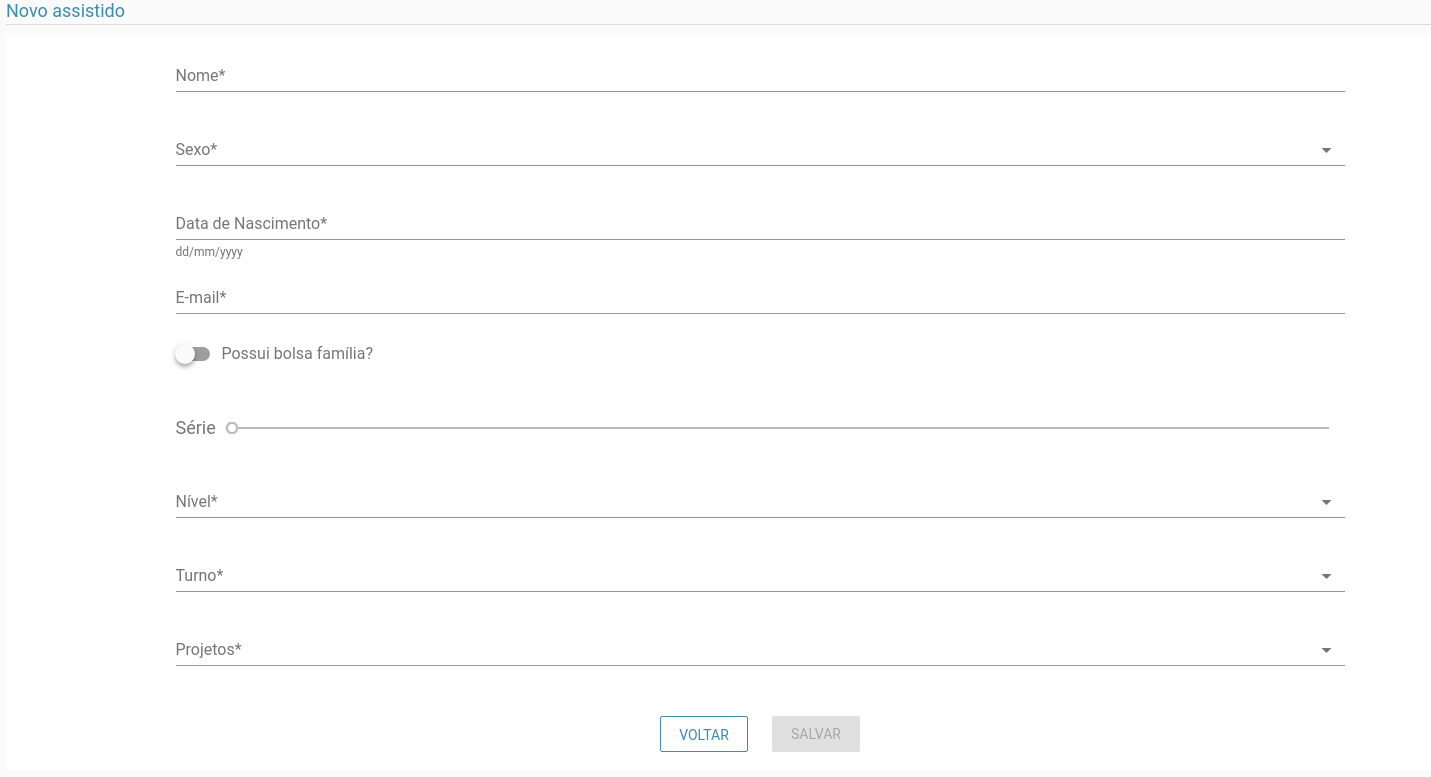 Novo assistido
Nome*
Sexo*
Data de Nascimento*
dd/mm/yyyy
E-mail*
Possui bolsa família?
Série
Nível*
Turno*
Projetos*
VOLTAR SALVAR